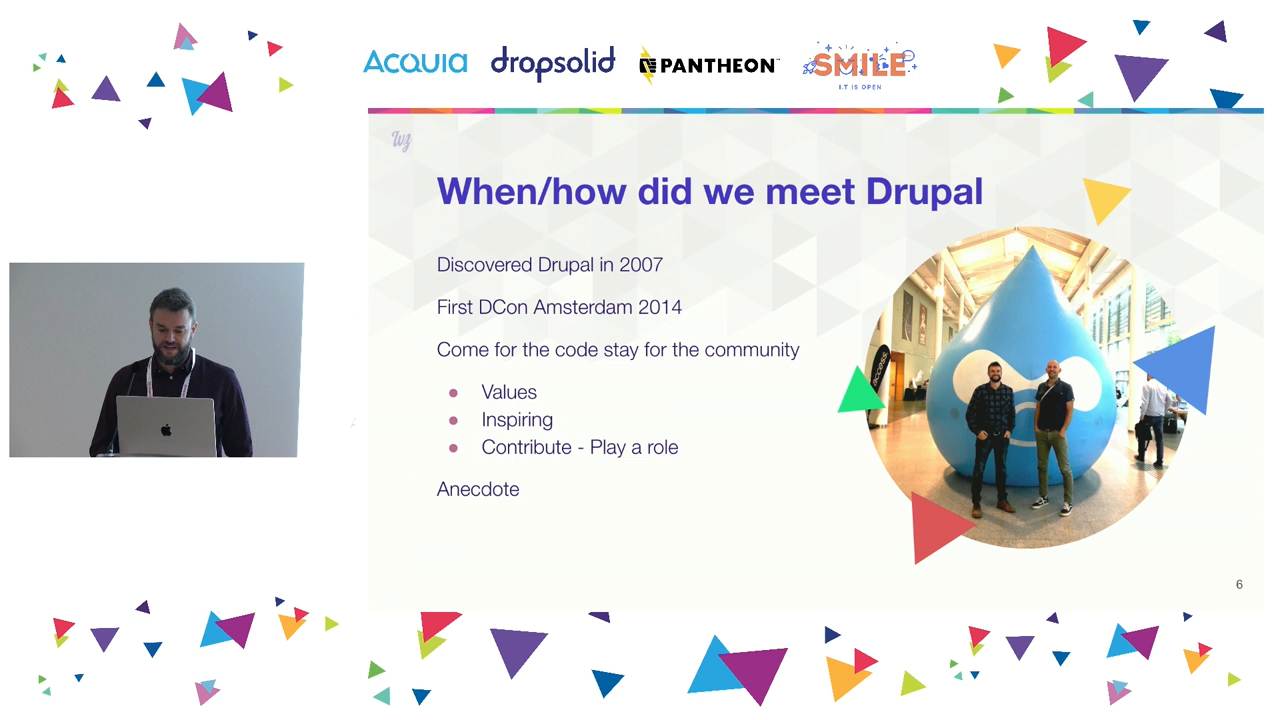 ACQUIA dropsolid PANTHEON SMILE
I.T IS OPEN
When/how did we meet Drupal
Discovered Drupal in 2007
First DCon Amsterdam 2014
Come for the code stay for the community
● Values
● Inspiring
● Contribute - Play a role
Anecdote
access
6